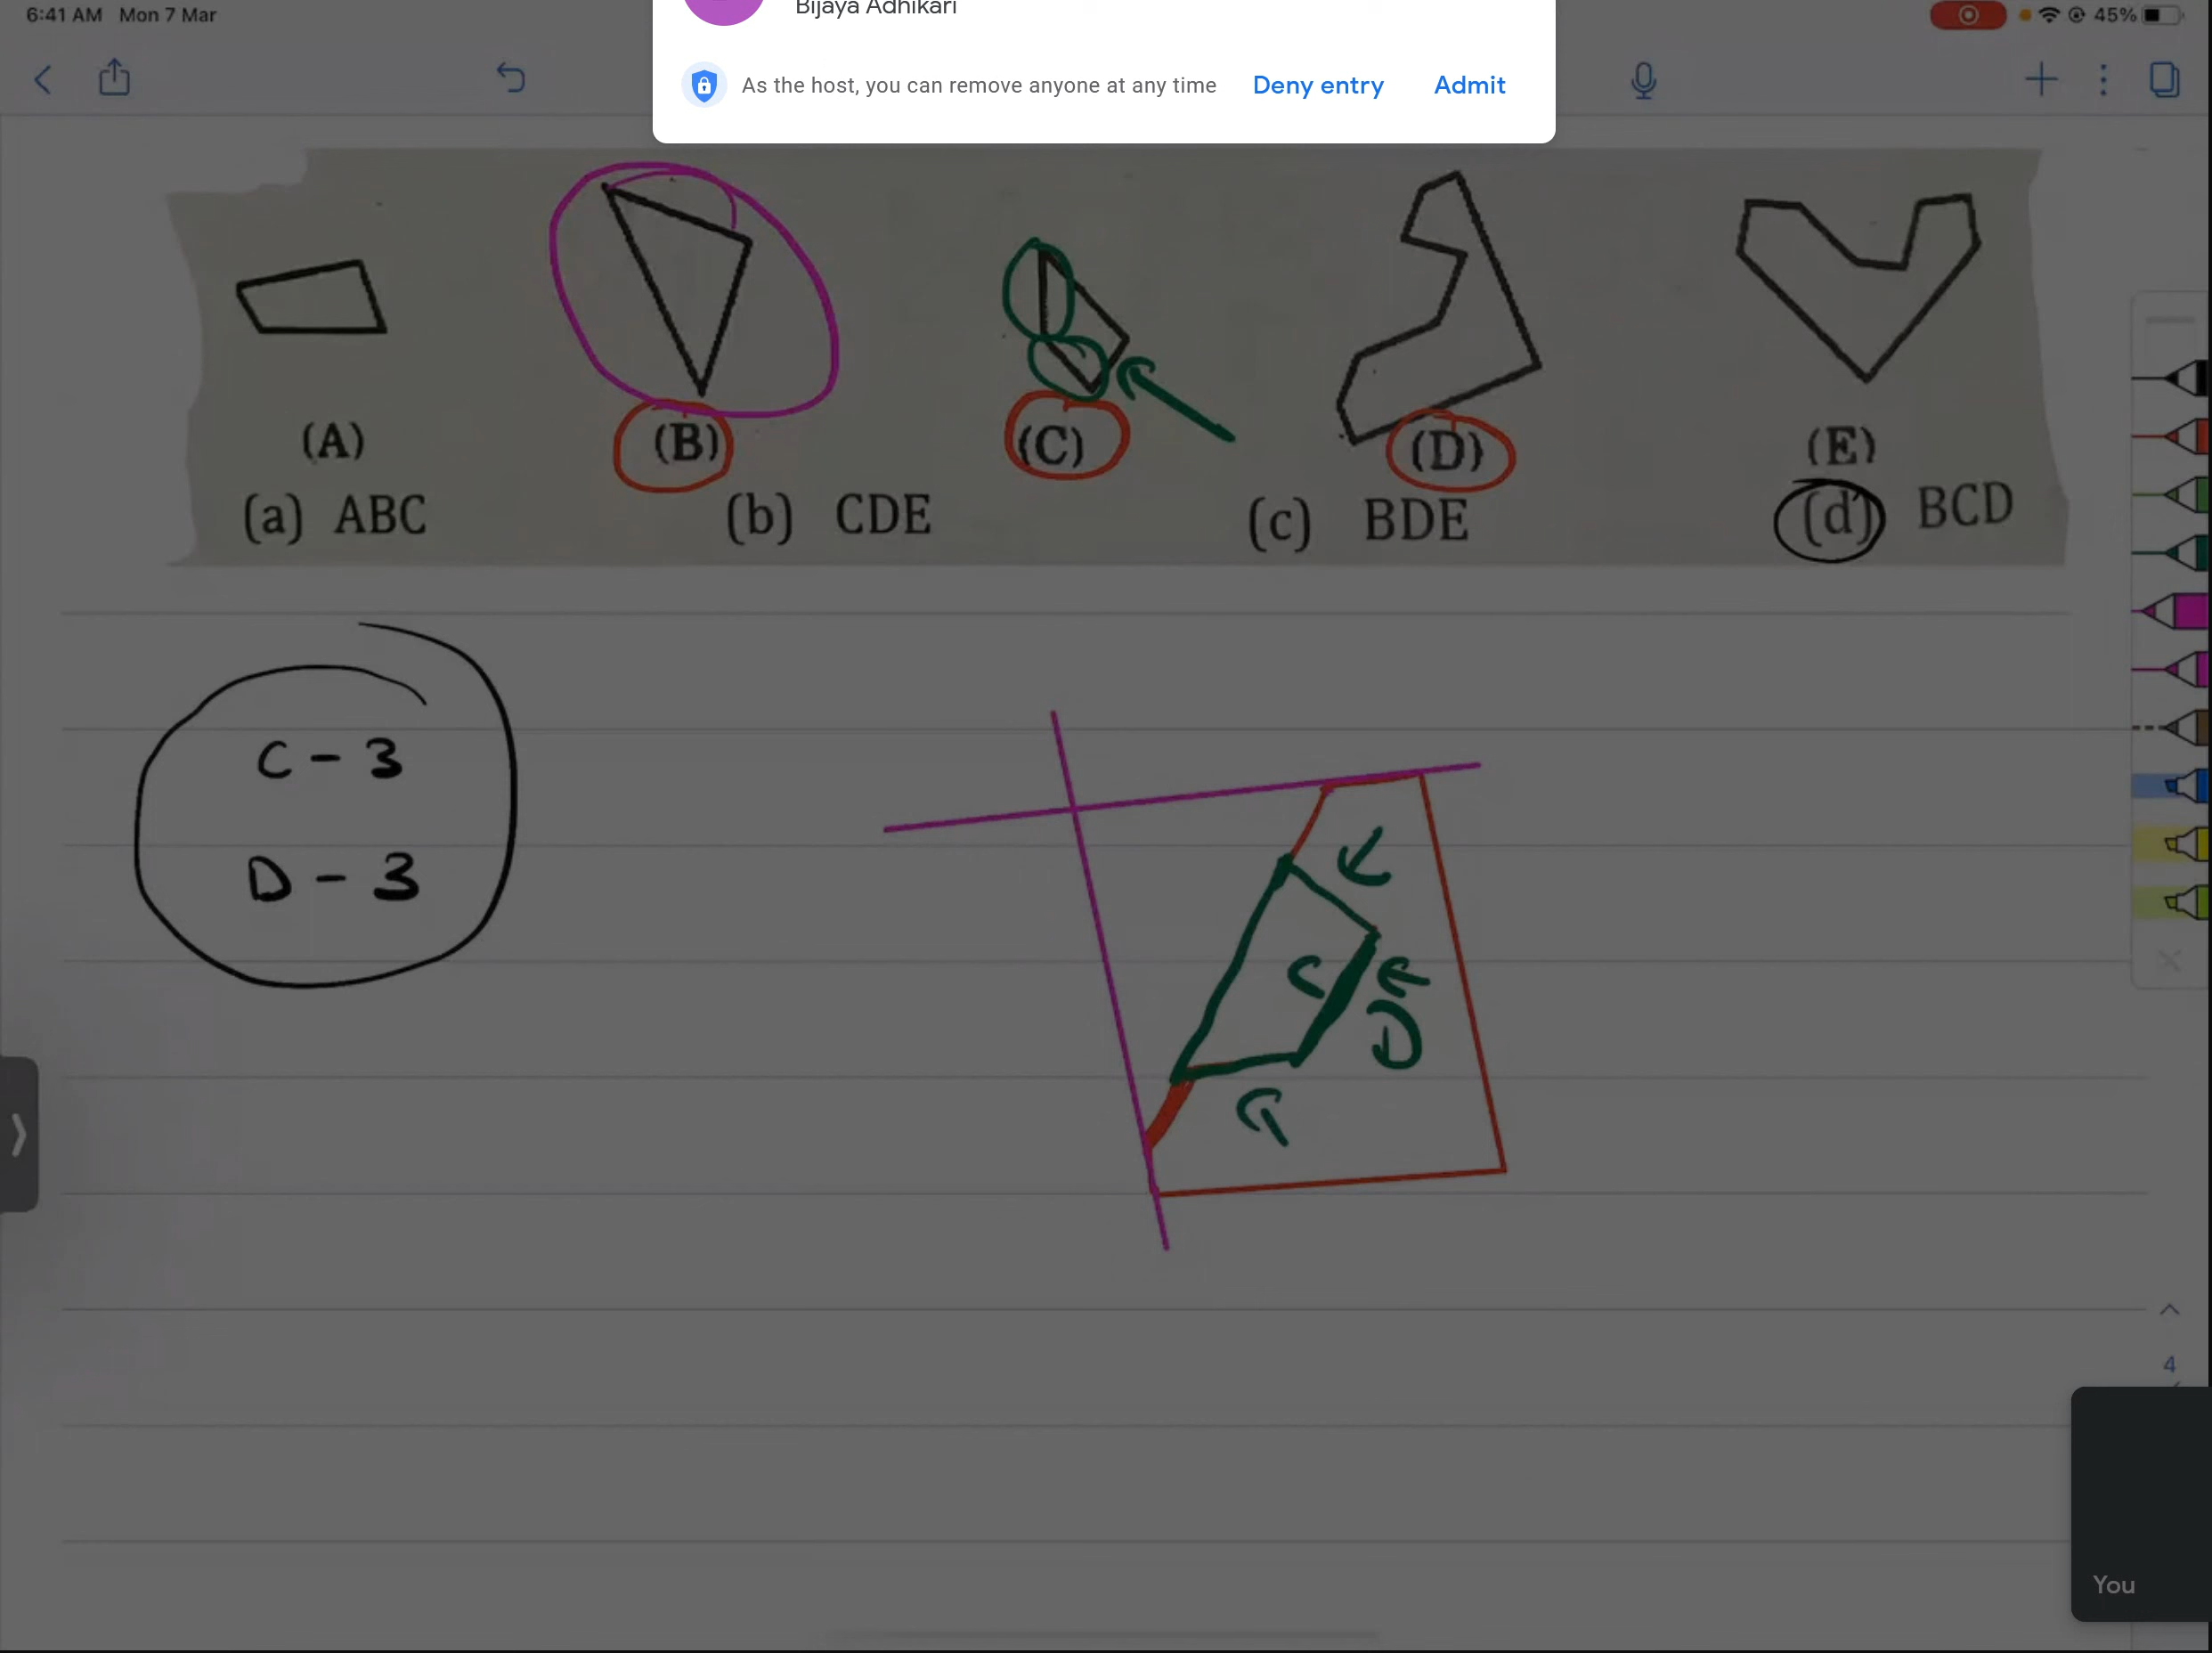 6:41 AM Mon 7 Mar
45%
Bijaya Adhikari
As the host, you can remove anyone at any time Deny entry Admit
(A) (B) (C) (D) (E)
(a) ABC (b) CDE (c) BDE (d) BCD
C - 3
D - 3
C
D
4
You